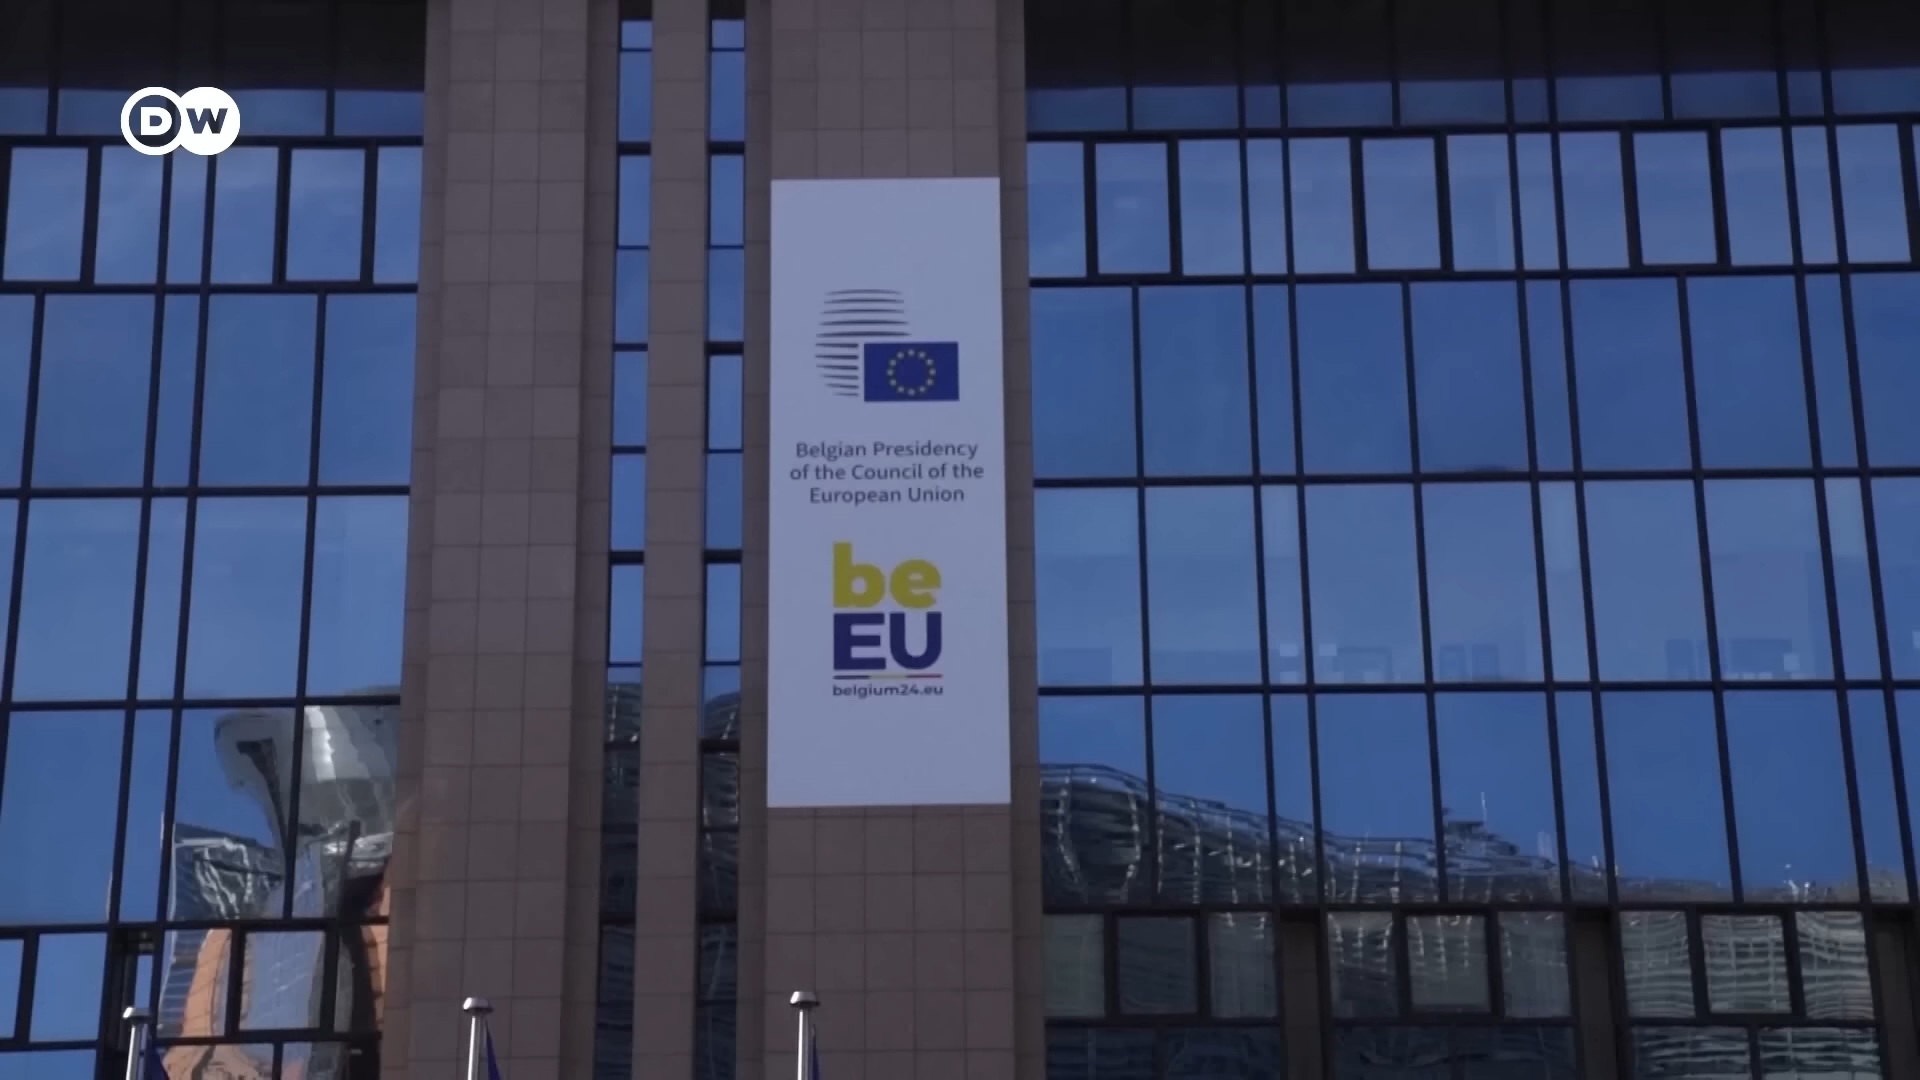 DW
Belgian Presidency
of the Council of the
European Union
be
EU
belgium24.eu